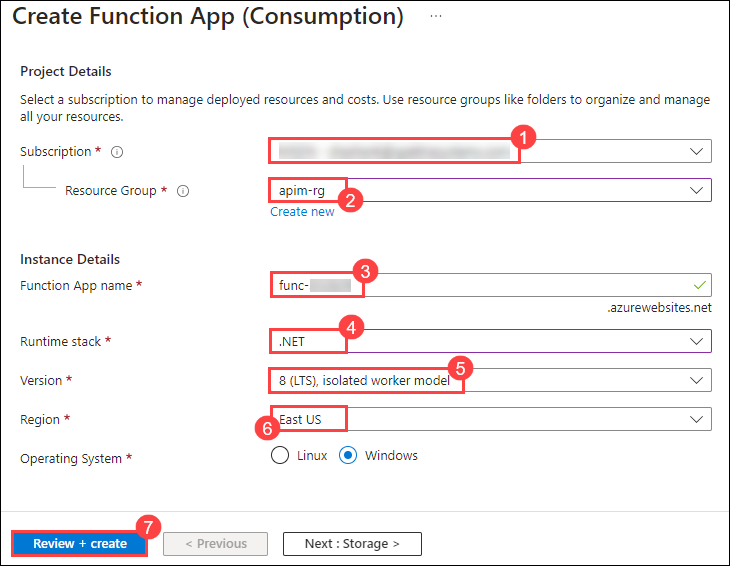 Create Function App (Consumption) ...
Project Details
Select a subscription to manage deployed resources and costs. Use resource groups like folders to organize and manage
all your resources.
Subscription *
1
Resource Group *
apim-rg
2
Create new
Instance Details
Function App name *
func-
3
.azurewebsites.net
Runtime stack *
.NET
4
Version *
8 (LTS), isolated worker model
5
Region *
East US
6
Operating System *
Linux
Windows
7
Review + create
< Previous
Next : Storage >